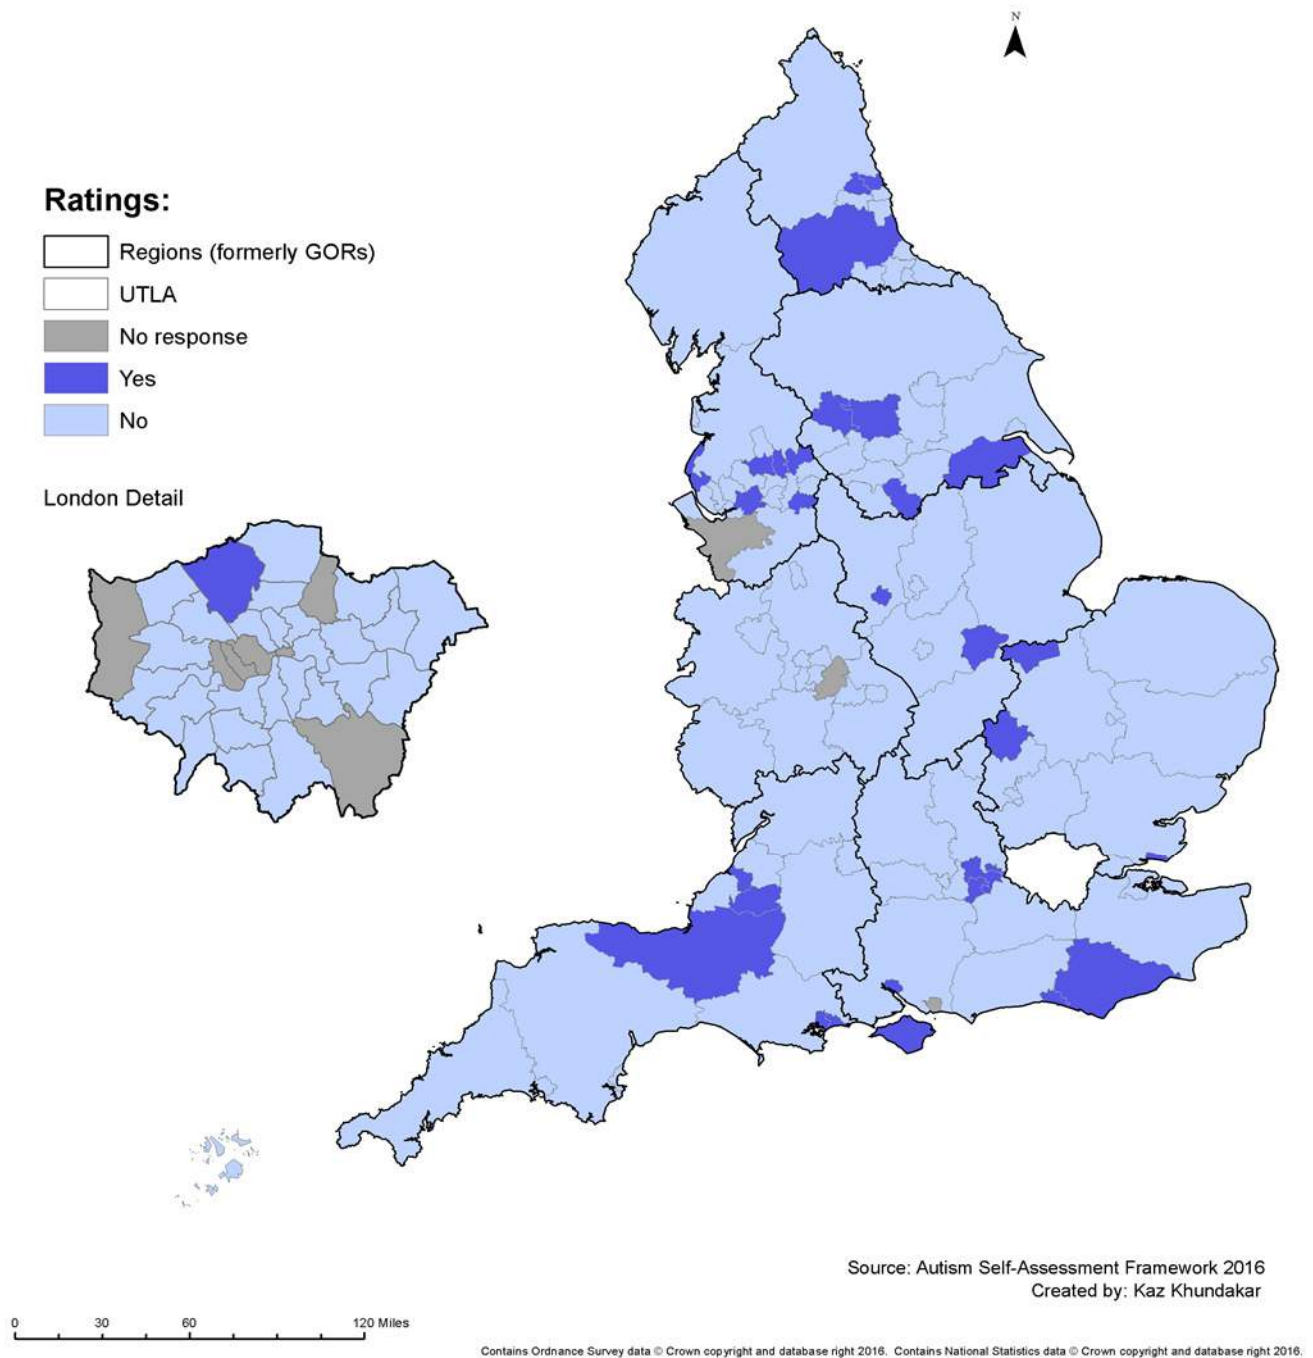 N
Ratings:
Regions (formerly GORs)
UTLA
No response
Yes
No
London Detail
Source: Autism Self-Assessment Framework 2016
Created by: Kaz Khundakar
0 30 60 120 Miles
Contains Ordnance Survey data © Crown copyright and database right 2016. Contains National Statistics data © Crown copyright and database right 2016.